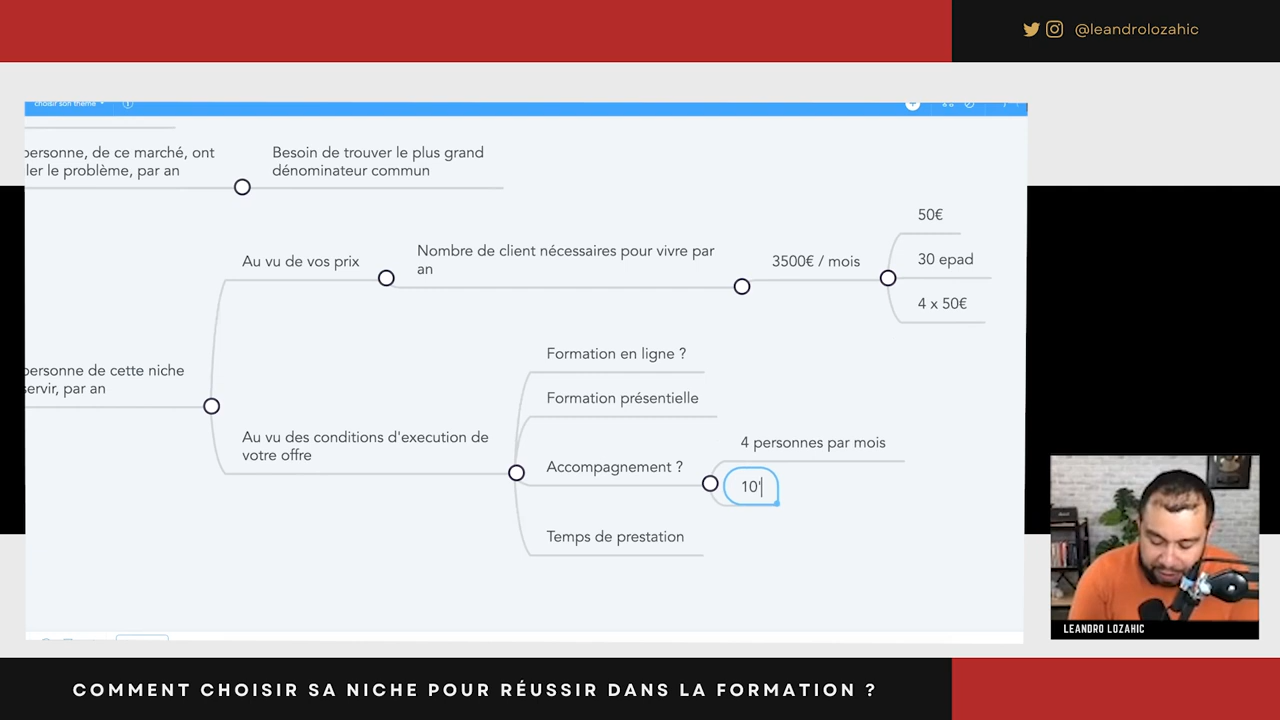 @leandrolozahic
choisir son thème
personne, de ce marché, ont
ler le problème, par an
Besoin de trouver le plus grand
dénominateur commun
50€
Au vu de vos prix
Nombre de client nécessaires pour vivre par
an
3500€ / mois
30 epad
4 x 50€
personne de cette niche
servir, par an
Formation en ligne ?
Formation présentielle
Au vu des conditions d'execution de
votre offre
4 personnes par mois
Accompagnement ?
10'
Temps de prestation
LEANDRO LOZAHIC
COMMENT CHOISIR SA NICHE POUR RÉUSSIR DANS LA FORMATION ?